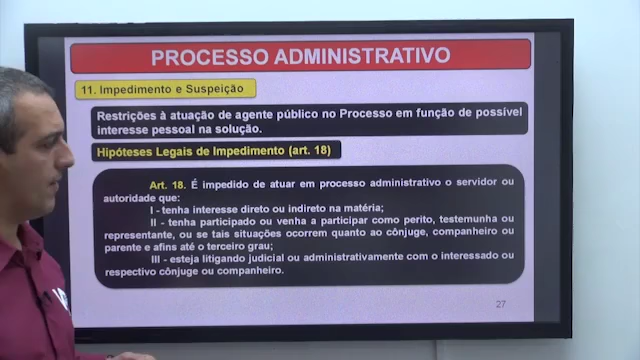 PROCESSO ADMINISTRATIVO
11. Impedimento e Suspeição
Restrições à atuação de agente público no Processo em função de possível
interesse pessoal na solução.
Hipóteses Legais de Impedimento (art. 18)
Art. 18. É impedido de atuar em processo administrativo o servidor ou
autoridade que:
I - tenha interesse direto ou indireto na matéria;
II - tenha participado ou venha a participar como perito, testemunha ou
representante, ou se tais situações ocorrem quanto ao cônjuge, companheiro ou
parente e afins até o terceiro grau;
III - esteja litigando judicial ou administrativamente com o interessado ou
respectivo cônjuge ou companheiro.
27